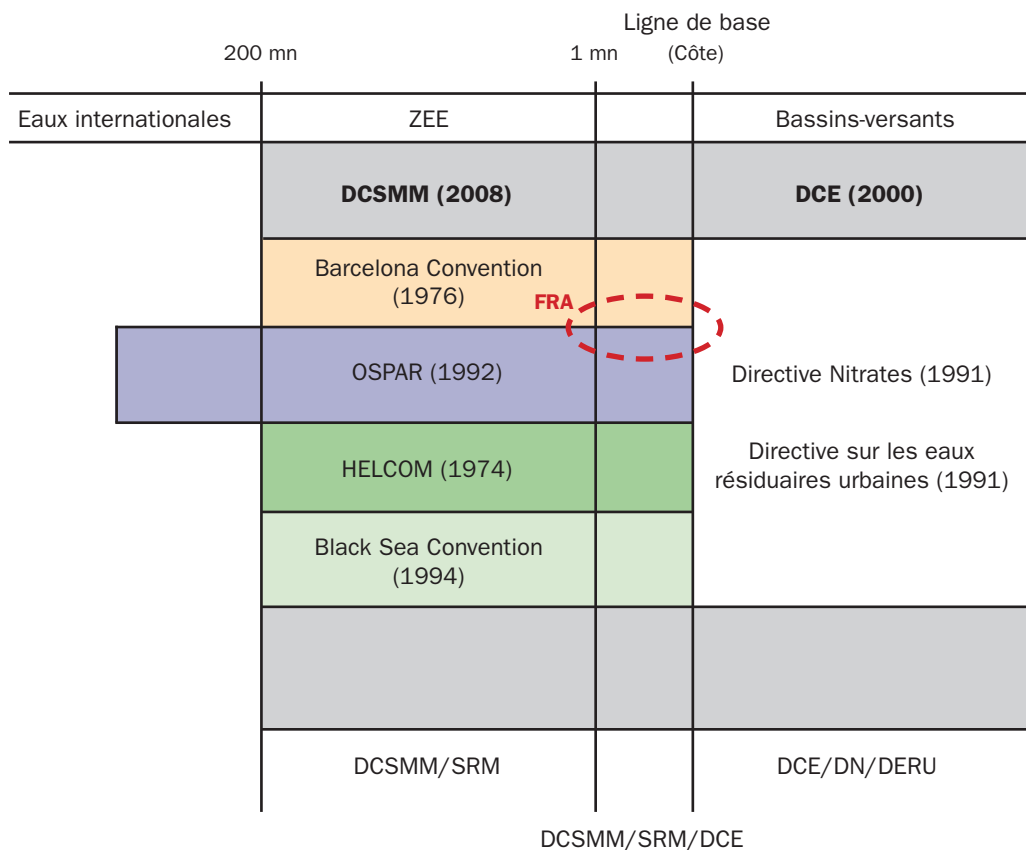 Ligne de base
200 mn
1 mn
(Côte)
Eaux internationales
ZEE
Bassins-versants
DCSMM (2008)
DCE (2000)
Barcelona Convention
(1976)
FRA
OSPAR (1992)
Directive Nitrates (1991)
HELCOM (1974)
Directive sur les eaux
résiduaires urbaines (1991)
Black Sea Convention
(1994)
DCSMM/SRM
DCE/DN/DERU
DCSMM/SRM/DCE